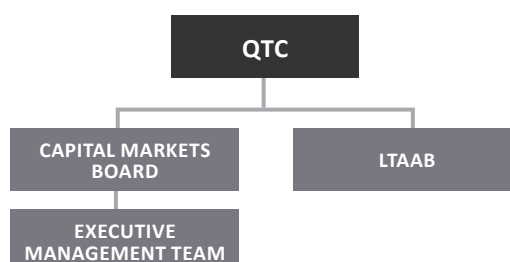 QTC
CAPITAL MARKETS
BOARD
LTAAB
EXECUTIVE
MANAGEMENT TEAM